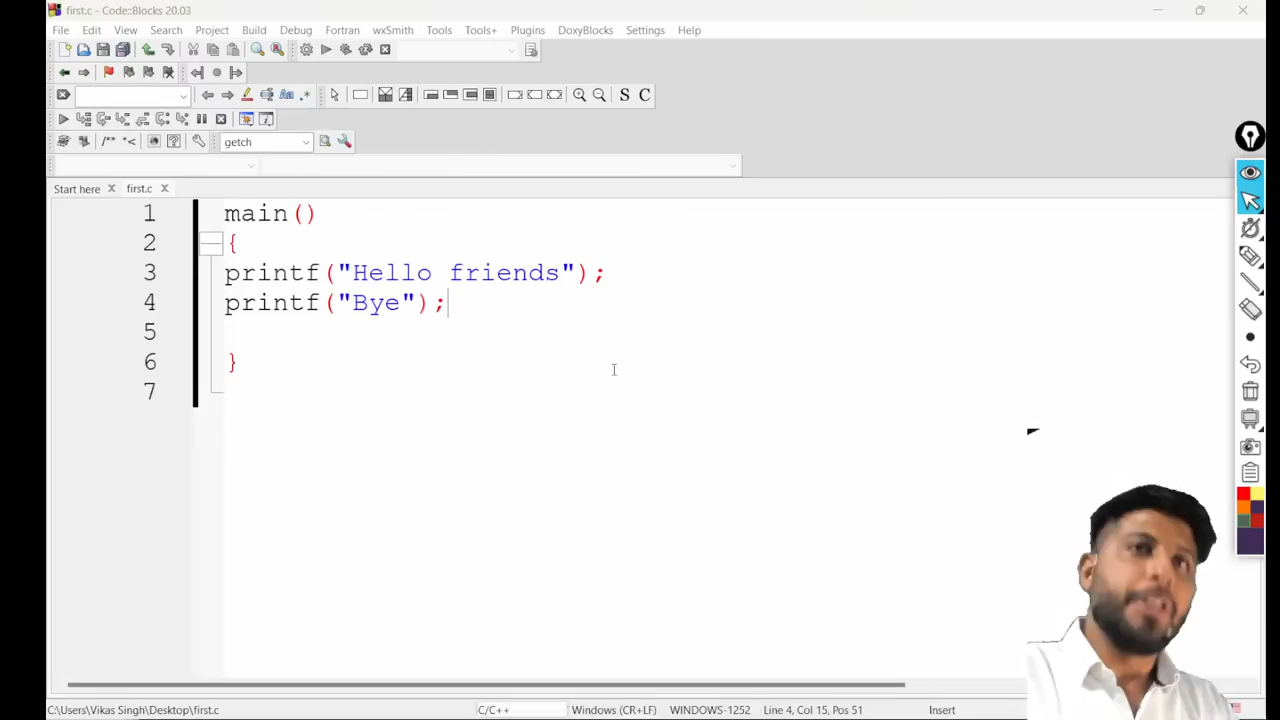 first.c - Code::Blocks 20.03
File Edit View Search Project Build Debug Fortran wxSmith Tools Tools+ Plugins DoxyBlocks Settings Help
S C
/** *<
getch
Start here first.c
1 main()
2 {
3 printf("Hello friends");
4 printf("Bye");
5
6 }
7
C:\Users\Vikas Singh\Desktop\first.c C/C++ Windows (CR+LF) WINDOWS-1252 Line 4, Col 15, Pos 51 Insert